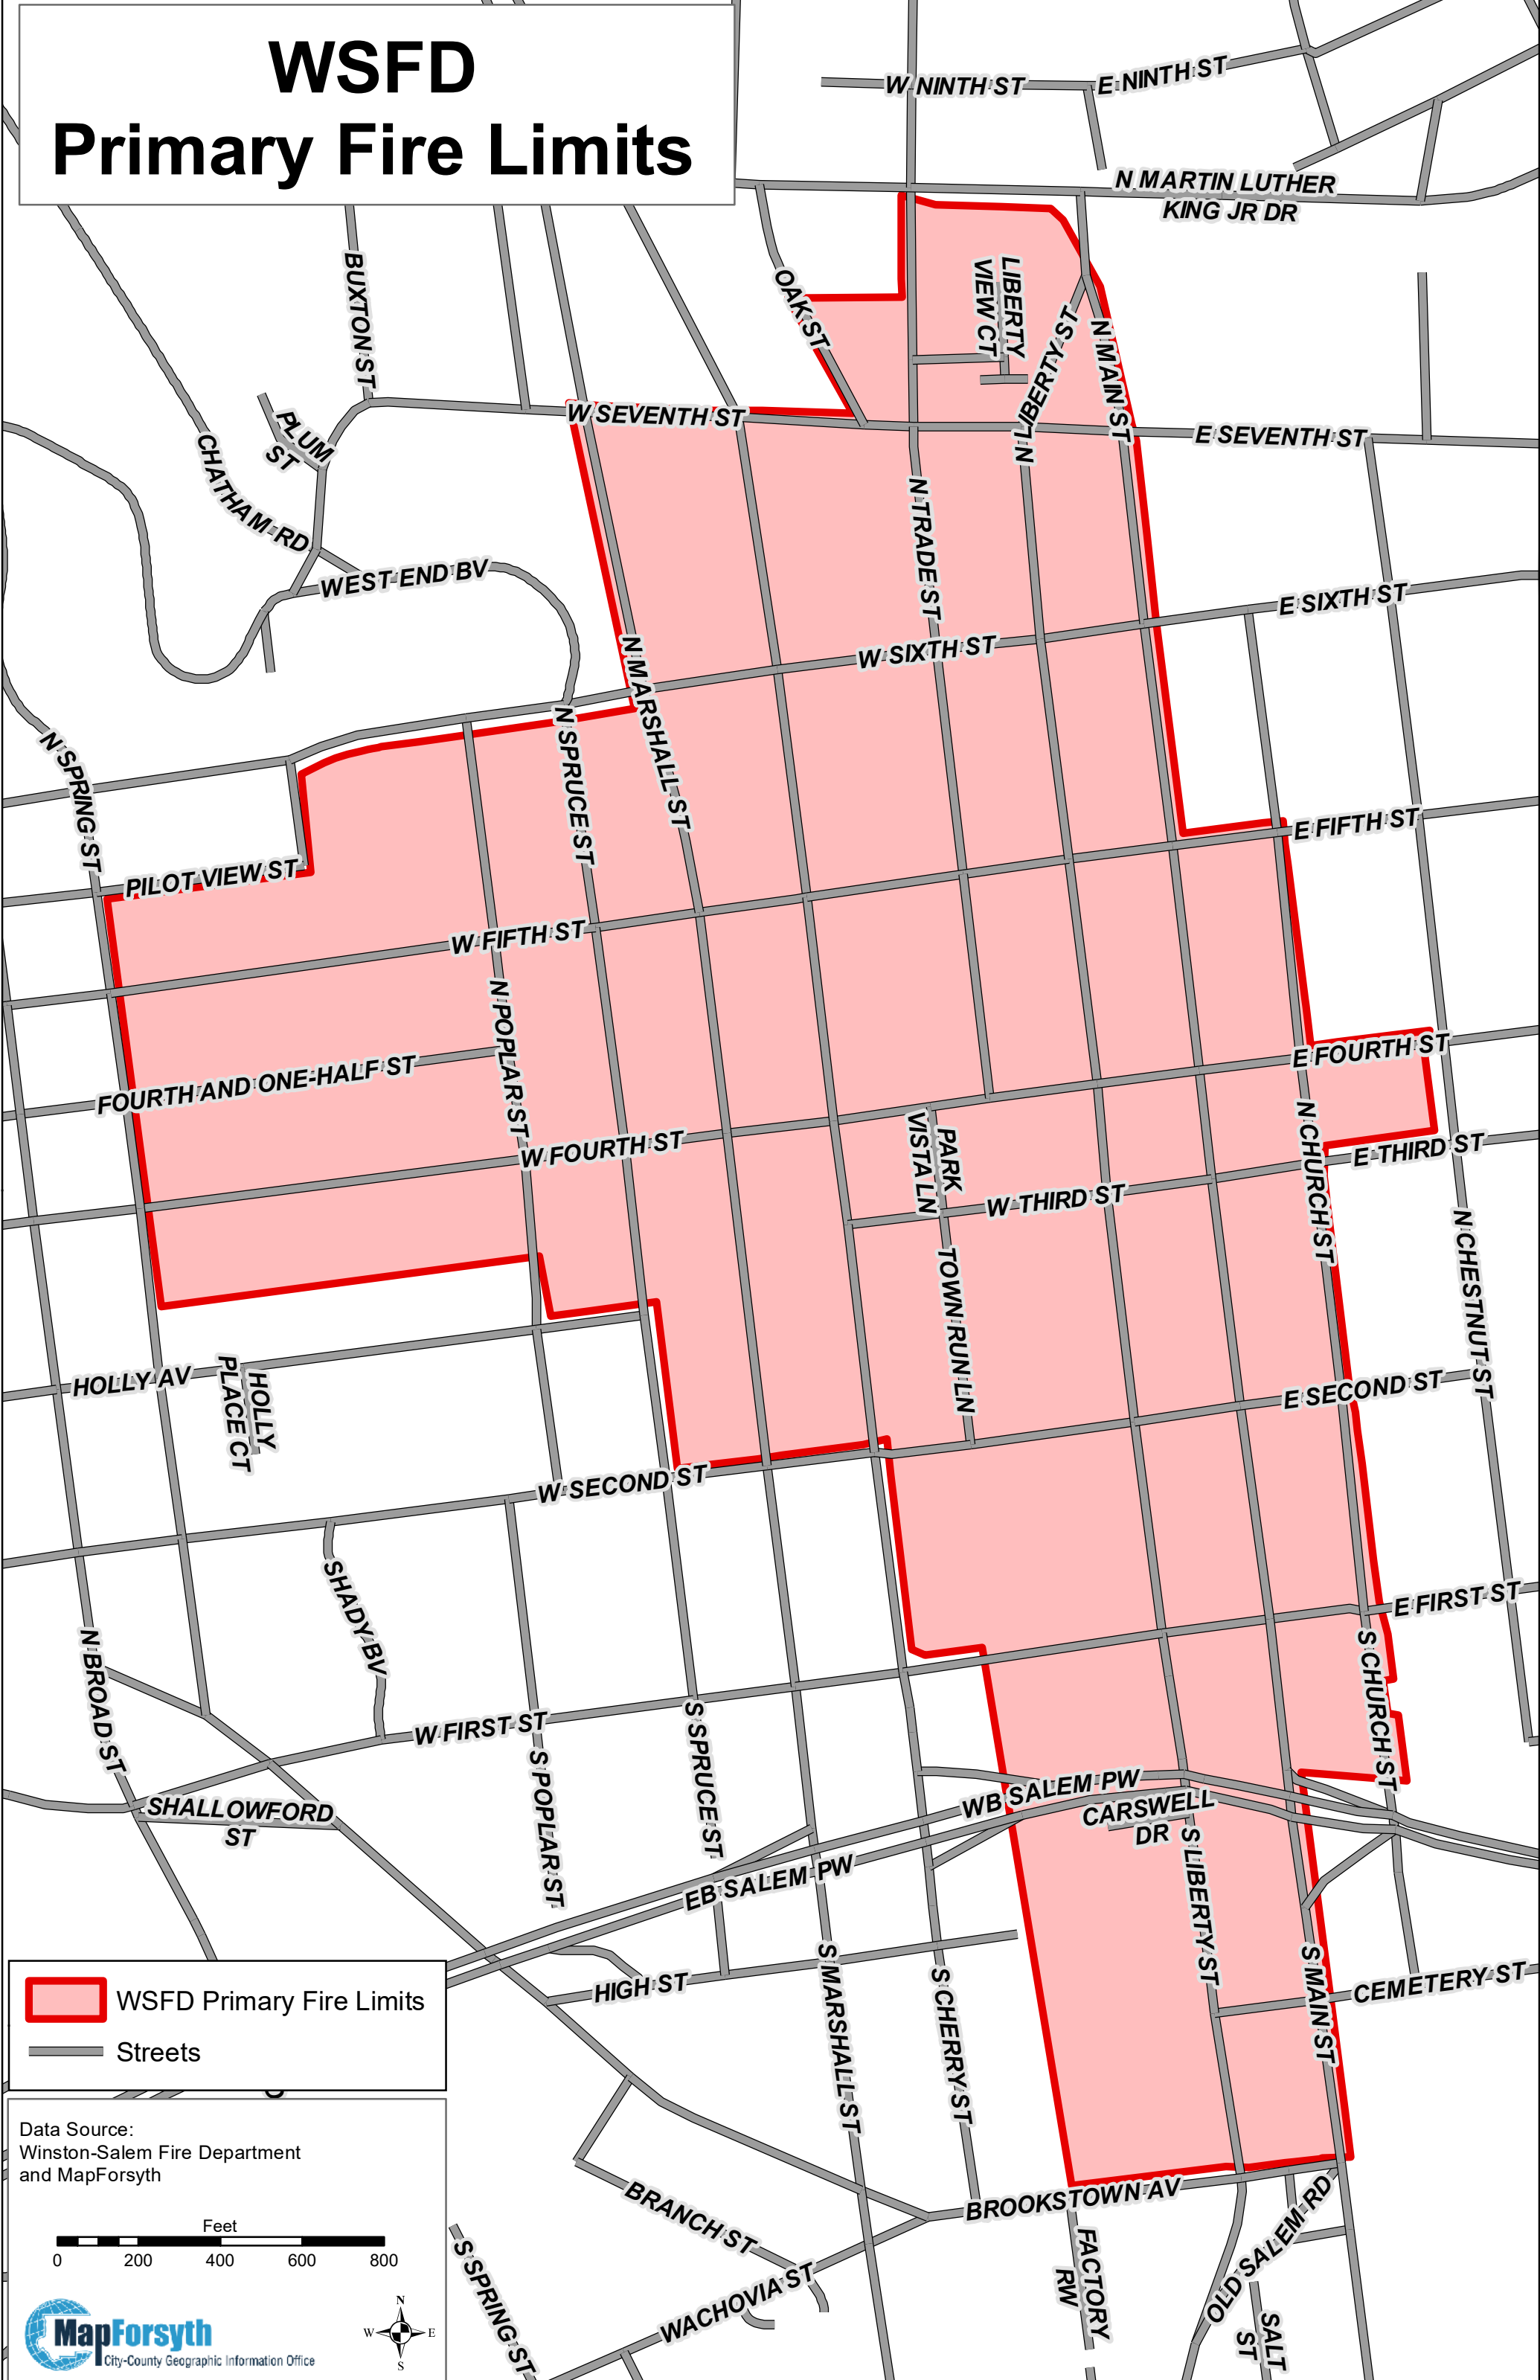 WSFD
Primary Fire Limits
W NINTH ST
E NINTH ST
N MARTIN LUTHER
KING JR DR
BUXTON ST
OAK ST
LIBERTY
VIEW CT
N LIBERTY ST
N MAIN ST
W SEVENTH ST
E SEVENTH ST
PLUM
ST
CHATHAM RD
WEST END BV
N TRADE ST
E SIXTH ST
W SIXTH ST
N MARSHALL ST
N SPRUCE ST
N SPRING ST
PILOT VIEW ST
E FIFTH ST
W FIFTH ST
N POPLAR ST
FOURTH AND ONE-HALF ST
E FOURTH ST
W FOURTH ST
PARK
VISTA LN
N CHURCH ST
E THIRD ST
W THIRD ST
N CHESTNUT ST
TOWN RUN LN
HOLLY AV
HOLLY
PLACE CT
E SECOND ST
W SECOND ST
SHADY BV
E FIRST ST
N BROAD ST
S CHURCH ST
W FIRST ST
S SPRUCE ST
S POPLAR ST
WB SALEM PW
CARSWELL
DR
SHALLOWFORD
ST
EB SALEM PW
S LIBERTY ST
S MAIN ST
HIGH ST
S MARSHALL ST
S CHERRY ST
CEMETERY ST
WSFD Primary Fire Limits
Streets
Data Source:
Winston-Salem Fire Department
and MapForsyth
Feet
0 200 400 600 800
MapForsyth
City-County Geographic Information Office
N
W E
S
BRANCH ST
BROOKSTOWN AV
S SPRING ST
WACHOVIA ST
FACTORY
RW
OLD SALEM RD
SALT
ST